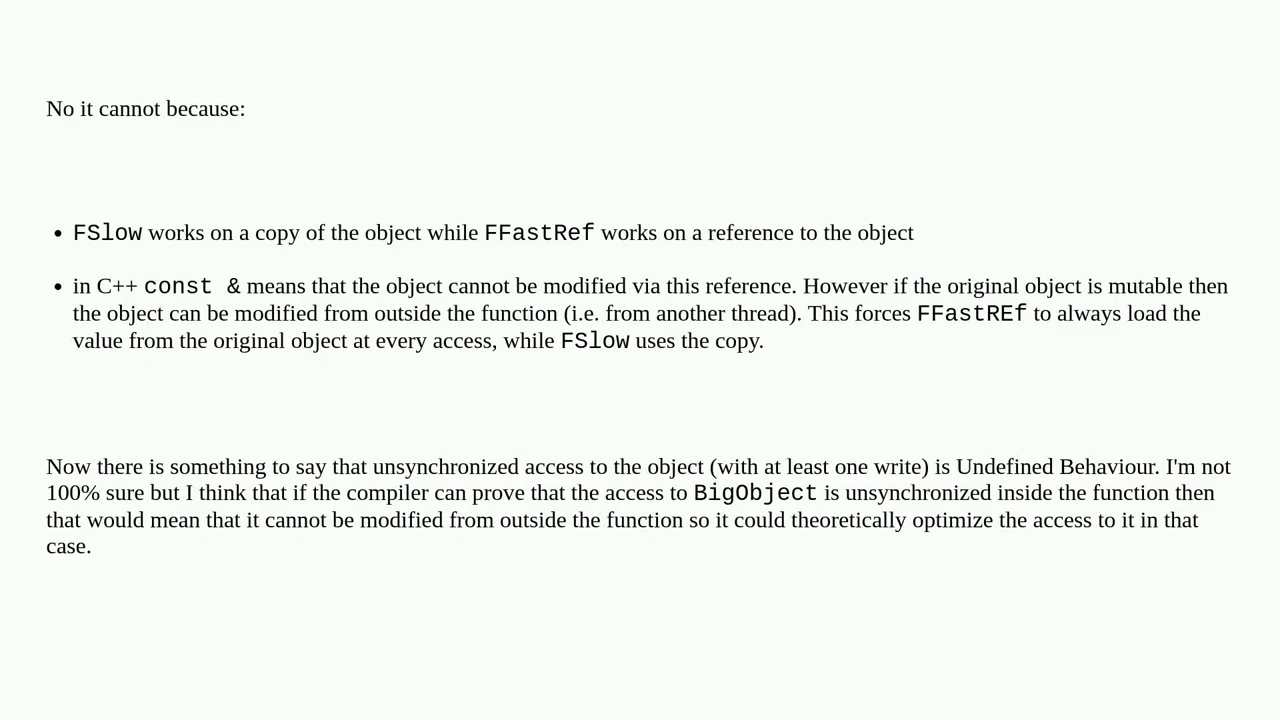 No it cannot because:
• FSlow works on a copy of the object while FFastRef works on a reference to the object
• in C++ const & means that the object cannot be modified via this reference. However if the original object is mutable then
the object can be modified from outside the function (i.e. from another thread). This forces FFastREf to always load the
value from the original object at every access, while FSlow uses the copy.
Now there is something to say that unsynchronized access to the object (with at least one write) is Undefined Behaviour. I'm not
100% sure but I think that if the compiler can prove that the access to BigObject is unsynchronized inside the function then
that would mean that it cannot be modified from outside the function so it could theoretically optimize the access to it in that
case.